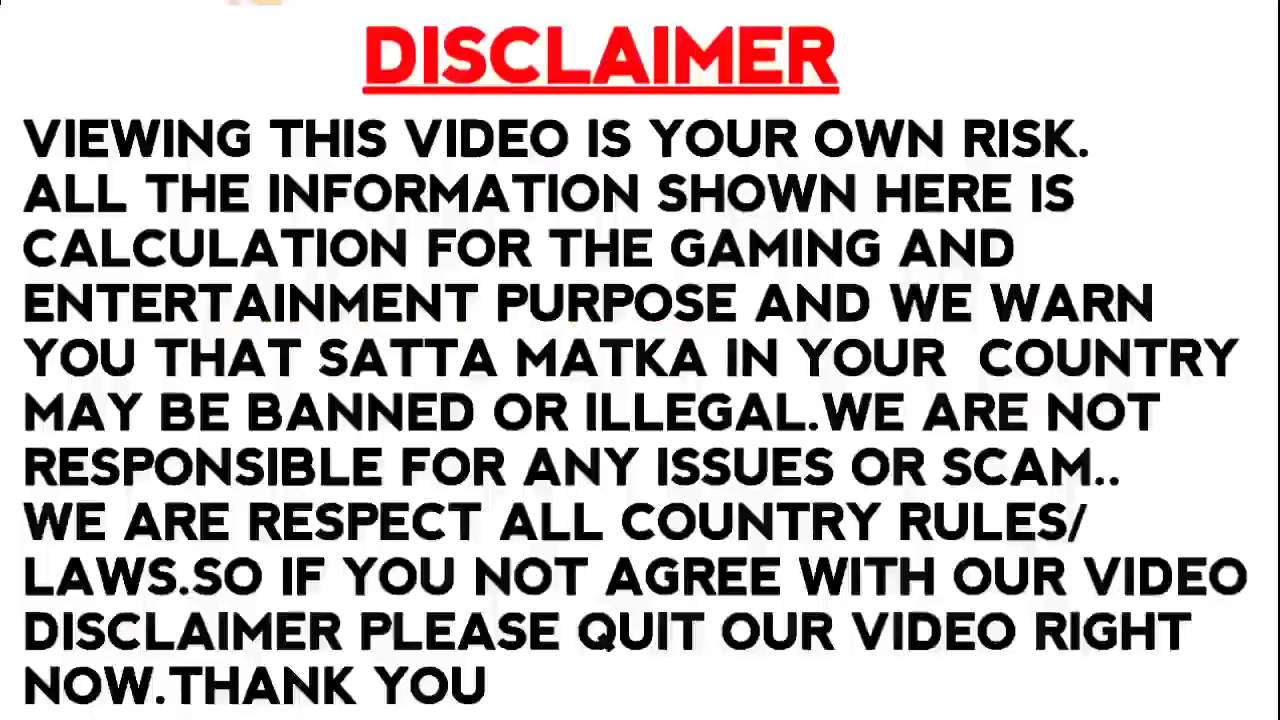 DISCLAIMER
VIEWING THIS VIDEO IS YOUR OWN RISK.
ALL THE INFORMATION SHOWN HERE IS
CALCULATION FOR THE GAMING AND
ENTERTAINMENT PURPOSE AND WE WARN
YOU THAT SATTA MATKA IN YOUR COUNTRY
MAY BE BANNED OR ILLEGAL.WE ARE NOT
RESPONSIBLE FOR ANY ISSUES OR SCAM..
WE ARE RESPECT ALL COUNTRY RULES/
LAWS.SO IF YOU NOT AGREE WITH OUR VIDEO
DISCLAIMER PLEASE QUIT OUR VIDEO RIGHT
NOW.THANK YOU